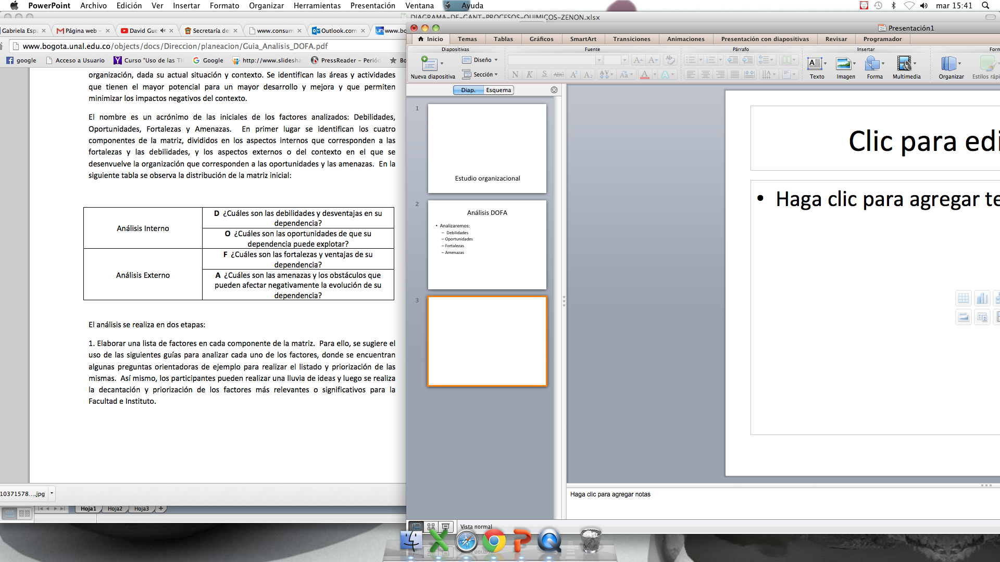 PowerPoint Archivo Edición Ver Insertar Formato Organizar Herramientas Presentación Ventana Ayuda mar 15:41
DIAGRAMA-DE-GANT-PROCESOS-QUIMICOS-ZENON.xlsx
Gabriela Espa Página web - David Gue Secretaría de www.consum Outlook.com www.bo
www.bogota.unal.edu.co/objects/docs/Direccion/planeacion/Guia_Analisis_DOFA.pdf
google Acceso a Usuario Curso "Uso de las TI Google http://www.slidesha PressReader - Perió Bo
organización, dada su actual situación y contexto. Se identifican las áreas y actividades
que tienen el mayor potencial para un mayor desarrollo y mejora y que permiten
minimizar los impactos negativos del contexto.
El nombre es un acrónimo de las iniciales de los factores analizados: Debilidades,
Oportunidades, Fortalezas y Amenazas. En primer lugar se identifican los cuatro
componentes de la matriz, divididos en los aspectos internos que corresponden a las
fortalezas y las debilidades, y los aspectos externos o del contexto en el que se
desenvuelve la organización que corresponden a las oportunidades y las amenazas. En la
siguiente tabla se observa la distribución de la matriz inicial:
Análisis Interno
D ¿Cuáles son las debilidades y desventajas en su
dependencia?
O ¿Cuáles son las oportunidades de que su
dependencia puede explotar?
Análisis Externo
F ¿Cuáles son las fortalezas y ventajas de su
dependencia?
A ¿Cuáles son las amenazas y los obstáculos que
pueden afectar negativamente la evolución de su
dependencia?
El análisis se realiza en dos etapas:
1. Elaborar una lista de factores en cada componente de la matriz. Para ello, se sugiere el
uso de las siguientes guías para analizar cada uno de los factores, donde se encuentran
algunas preguntas orientadoras de ejemplo para realizar el listado y priorización de las
mismas. Así mismo, los participantes pueden realizar una lluvia de ideas y luego se realiza
la decantación y priorización de los factores más relevantes o significativos para la
Facultad e Instituto.
10371578....jpg
Hoja1 Hoja2 Hoja3
Presentación1
Inicio Temas Tablas Gráficos SmartArt Transiciones Animaciones Presentación con diapositivas Revisar Programador
Diapositivas Fuente Párrafo Insertar Form
Nueva diapositiva Diseño Sección
N K S ABC A² A₂ AV Aa A A
Texto Imagen Forma Multimedia Organizar Estilos rápi
Diap. Esquema
1
Estudio organizacional
2
Análisis DOFA
• Analizaremos:
– Debilidades
– Oportunidades
– Fortalezas
– Amenazas
3
Clic para edi
• Haga clic para agregar te
Haga clic para agregar notas
Vista normal